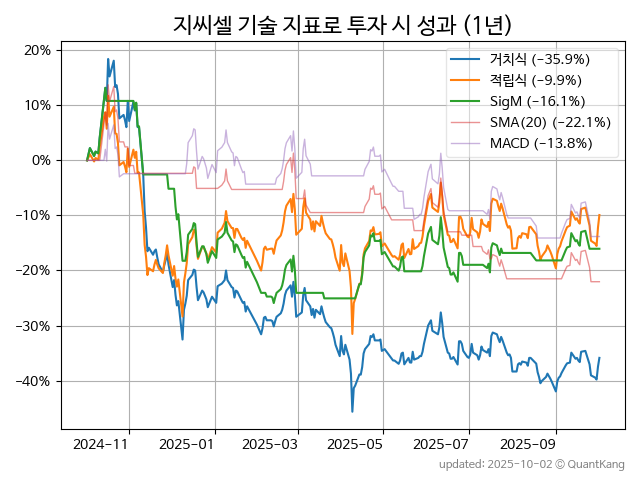 지씨셀 기술 지표로 투자 시 성과 (1년)
거치식 (−35.9%)
적립식 (−9.9%)
SigM (−16.1%)
SMA(20) (−22.1%)
MACD (−13.8%)
20%
10%
0%
−10%
−20%
−30%
−40%
2024-11 2025-01 2025-03 2025-05 2025-07 2025-09
updated: 2025-10-02 © QuantKang